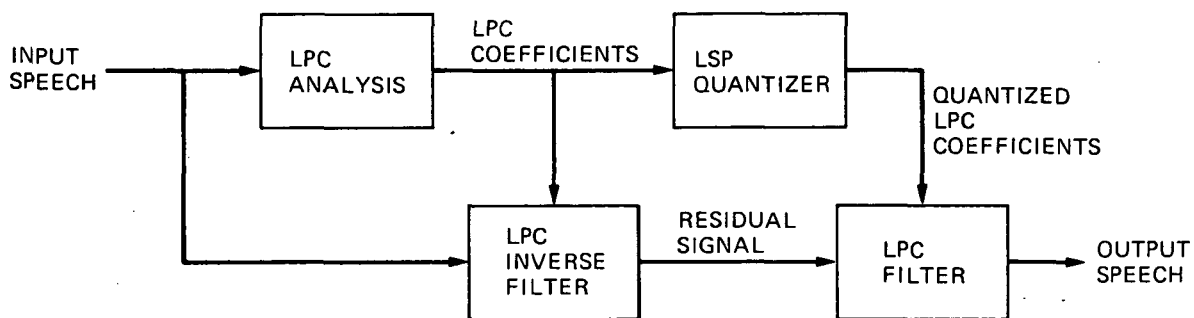 INPUT
SPEECH
LPC
ANALYSIS
LPC
COEFFICIENTS
LSP
QUANTIZER
QUANTIZED
LPC
COEFFICIENTS
LPC
INVERSE
FILTER
RESIDUAL
SIGNAL
LPC
FILTER
OUTPUT
SPEECH